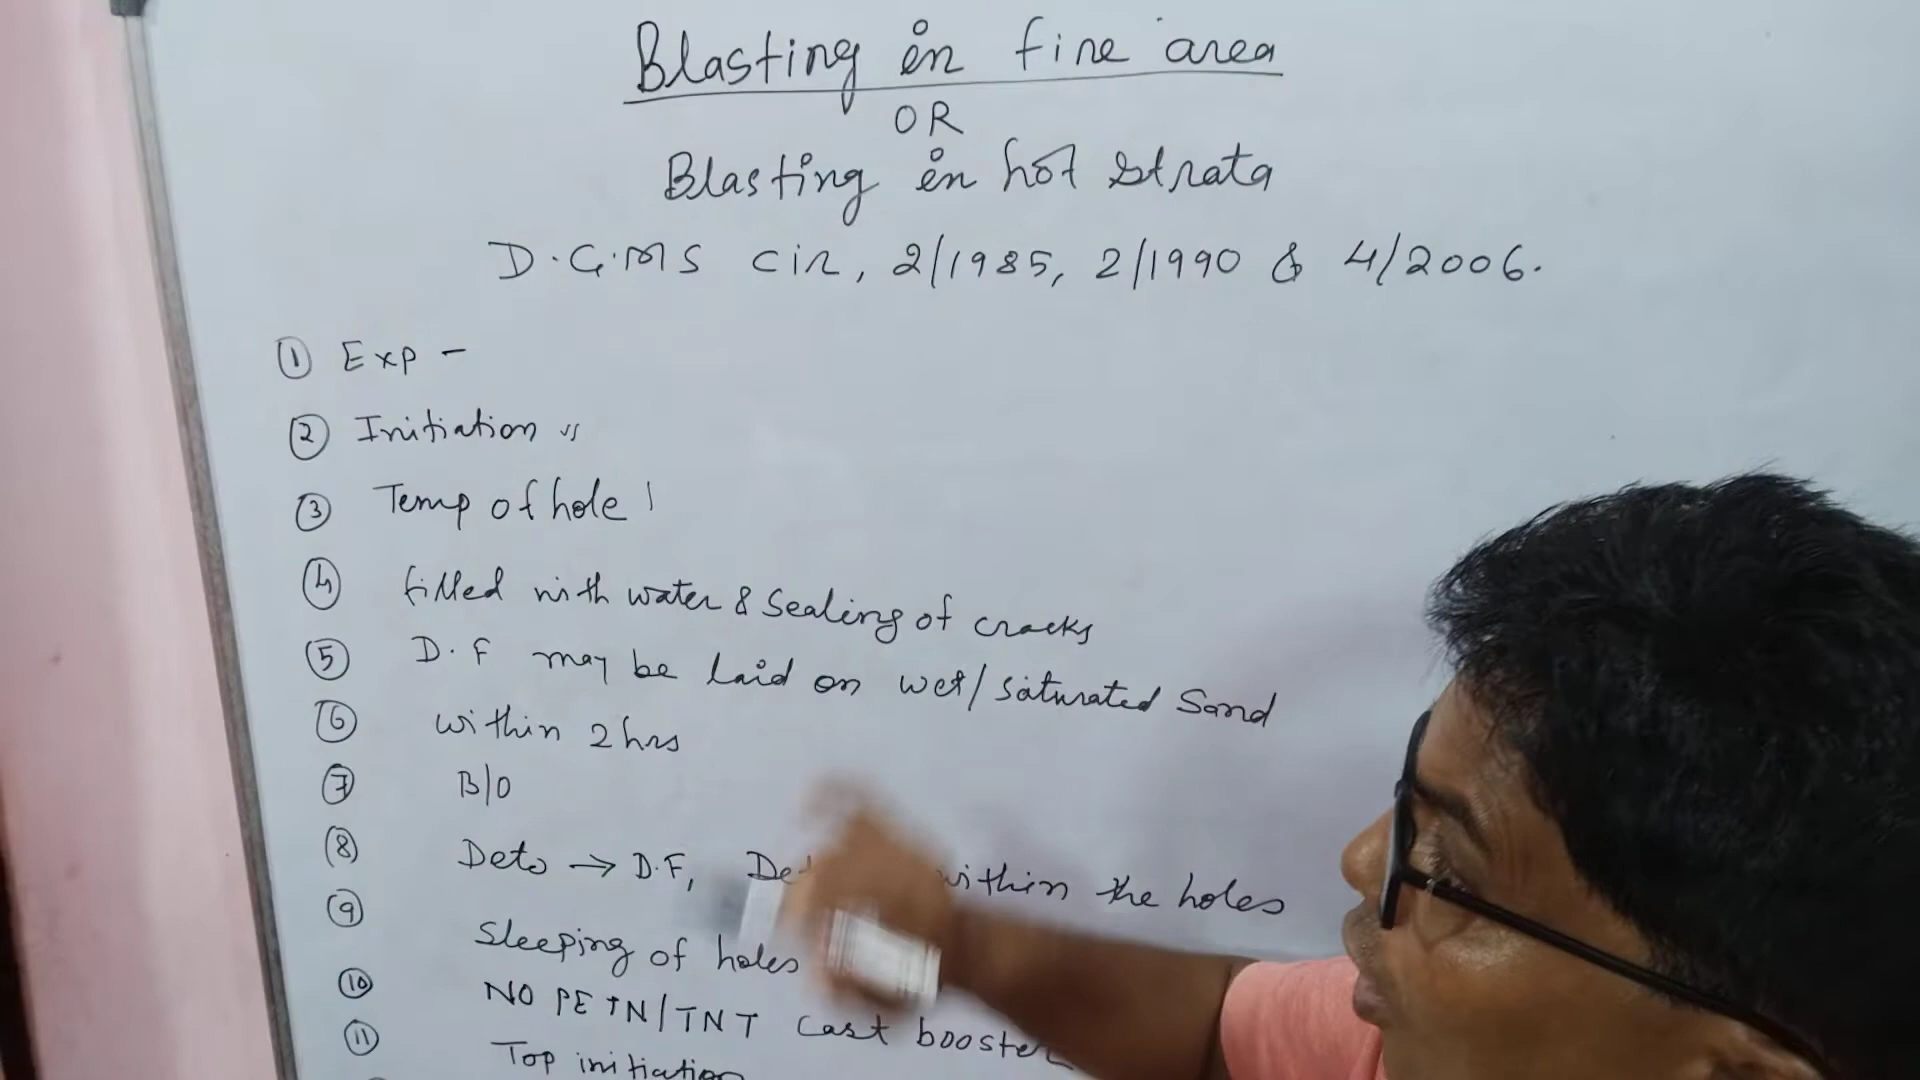 Blasting in fire area
OR
Blasting in hot strata
D.G.MS cir, 2/1985, 2/1990 & 4/2006.
① Exp -
② Initiation "
③ Temp of hole
④ filled with water & Sealing of cracks
⑤ D.F may be laid on wet/saturated Sand
⑥ within 2 hrs
⑦ B/O
⑧ Deto → D.F, within the holes
⑨ Sleeping of holes
⑩ NO PETN/TNT cast booster
⑪ Top initiation